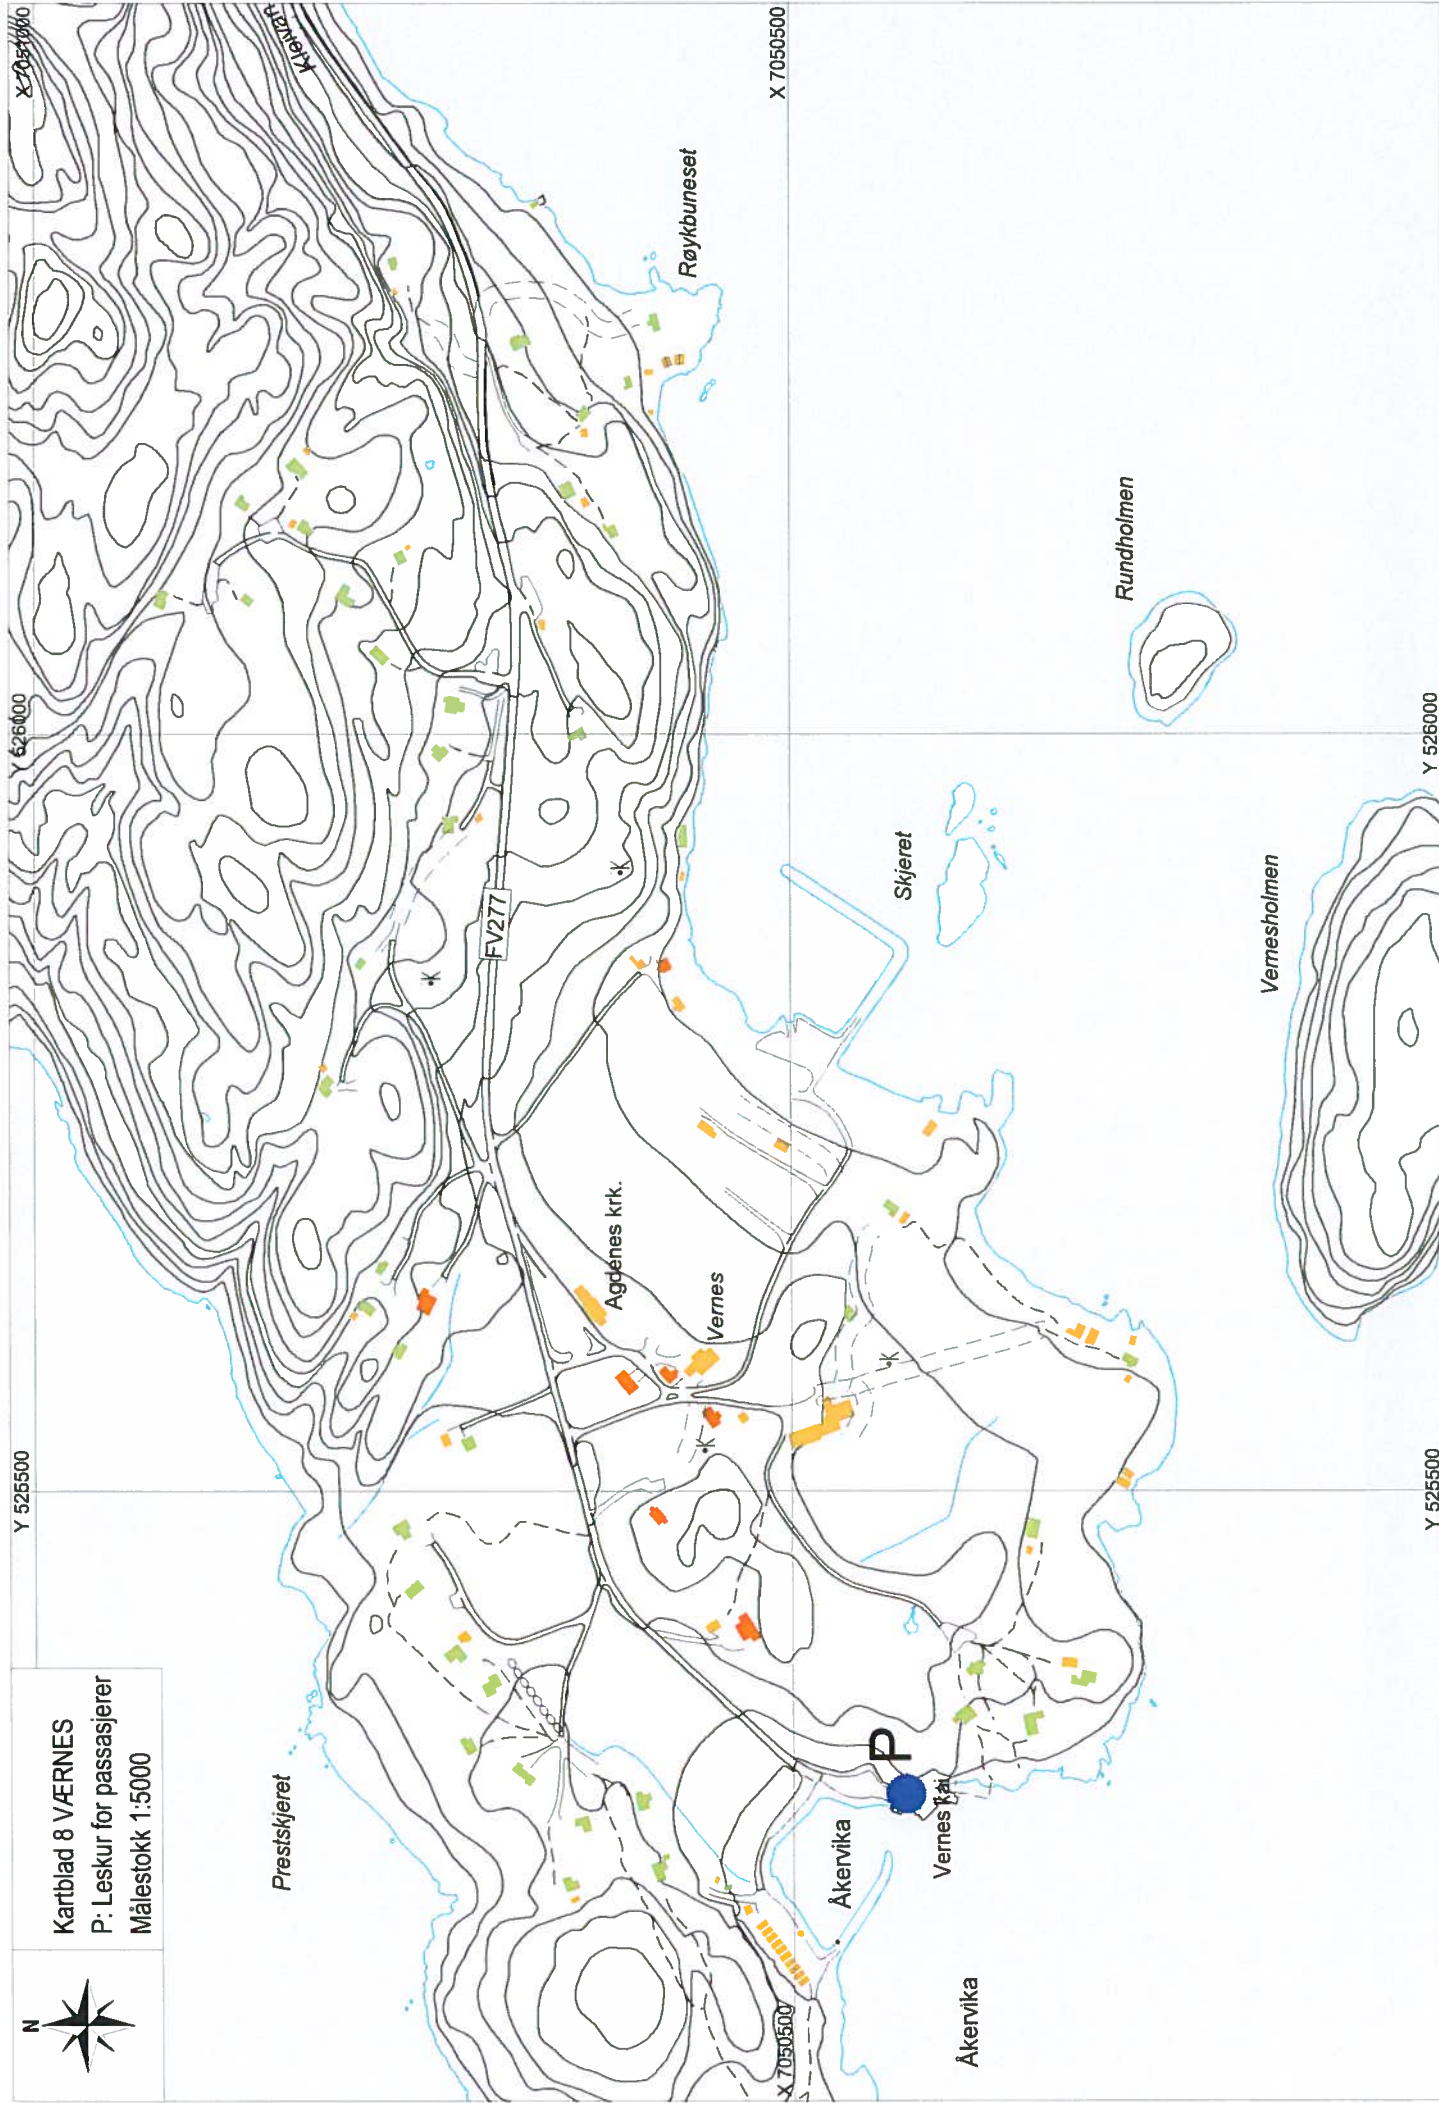 N
Kartblad 8 VÆRNES
P: Leskur for passasjerer
Målestokk 1:5000
Y 525500
Y 526000
X 7051000
Prestskjeret
FV277
K
K
Røykbuneset
Agdenes krk.
Vernes
K
K
X 7050500
X 7050500
Åkervika
P
Vernes kai
Skjeret
Åkervika
Rundholmen
Vernesholmen
Y 525500
Y 526000